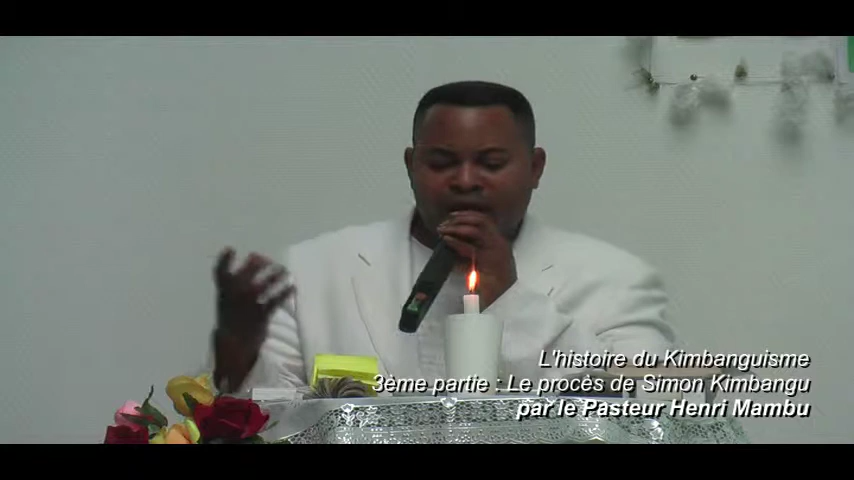 L'histoire du Kimbanguisme
3ème partie : Le procès de Simon Kimbangu
par le Pasteur Henri Mambu